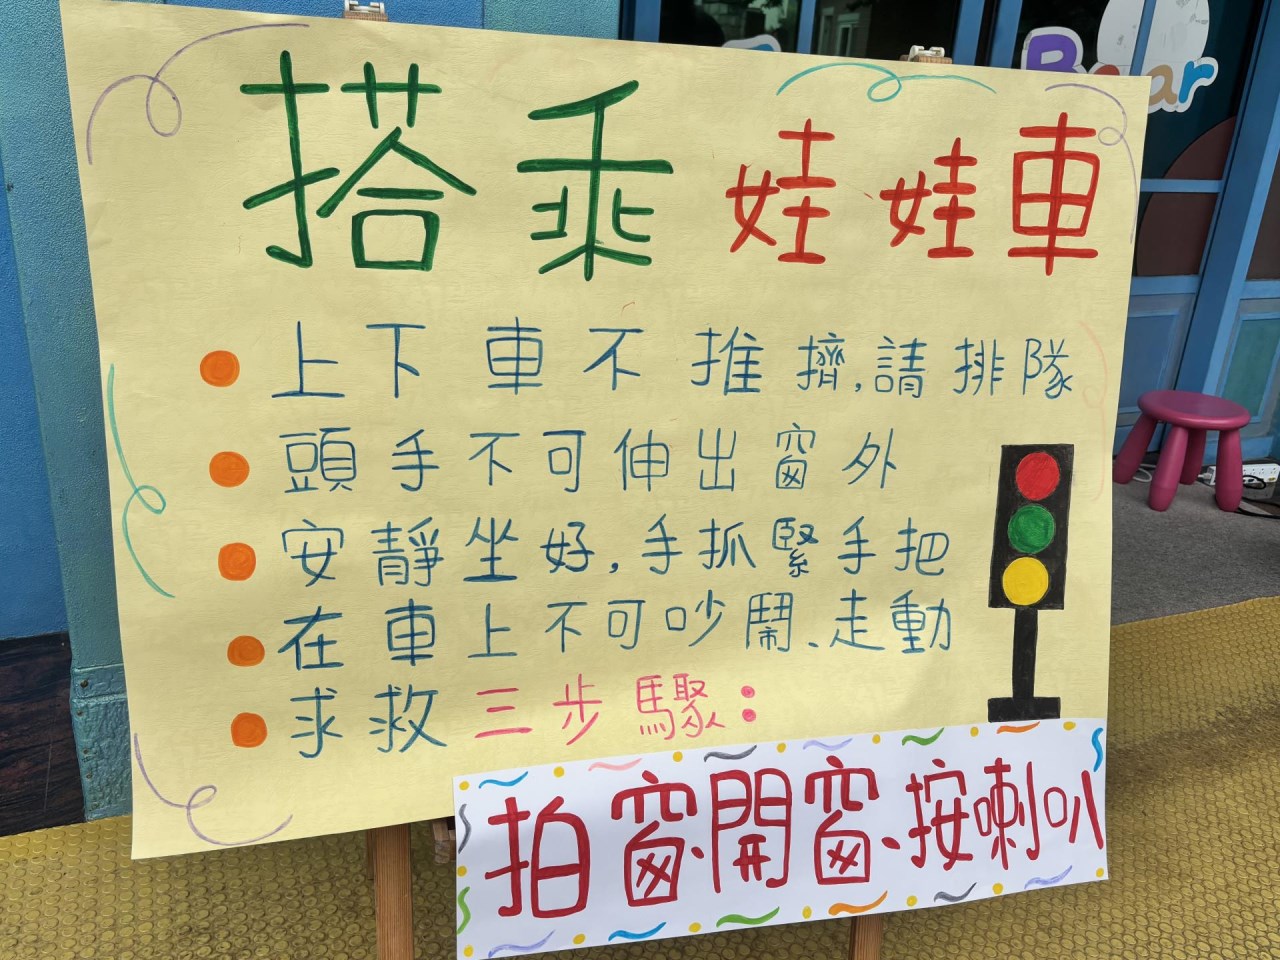 搭乘娃娃車
上下車不推擠,請排隊
頭手不可伸出窗外
安靜坐好,手抓緊手把
在車上不可吵鬧、走動
求救三步驟:
拍窗、開窗、按喇叭
Bear